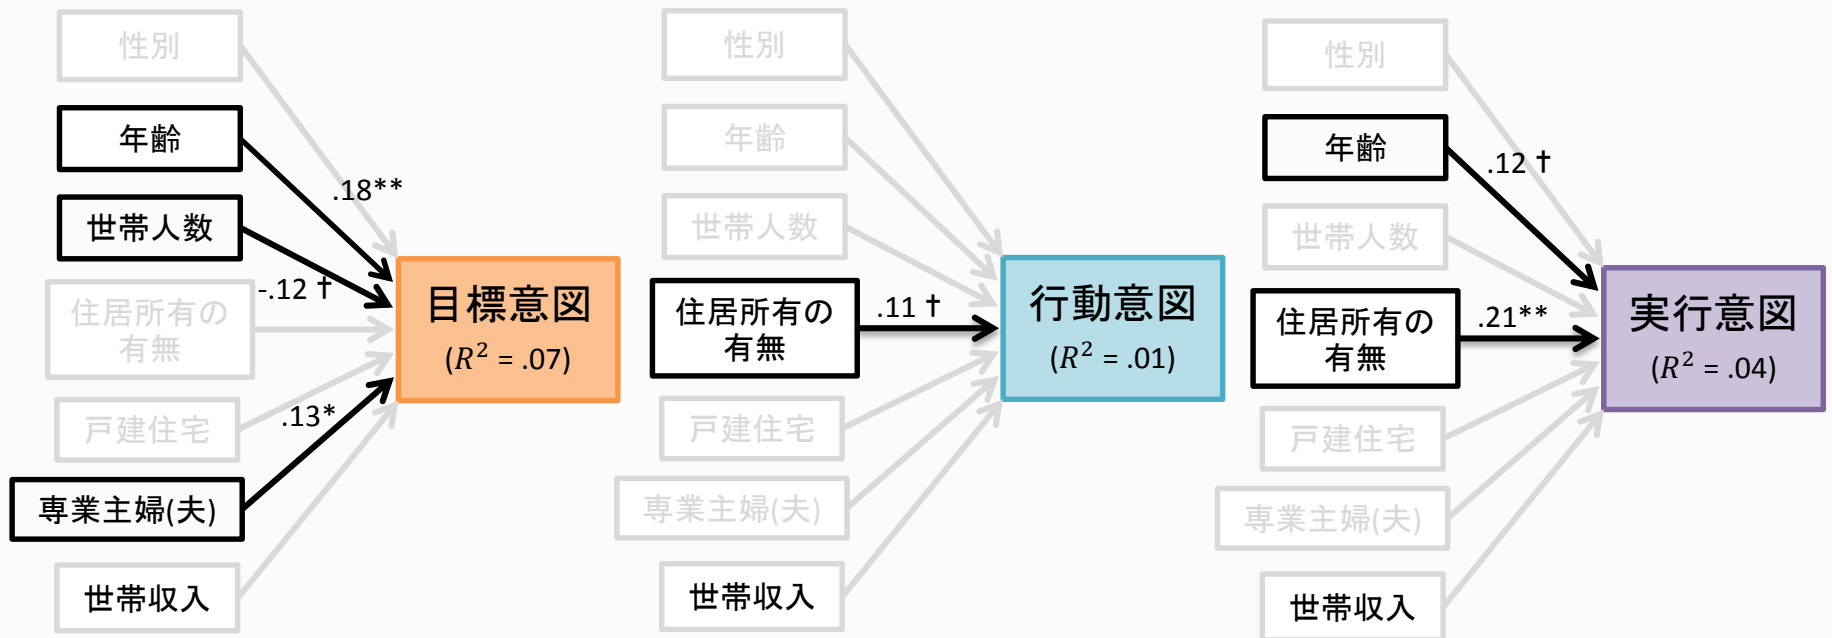 性別
年齢
.18**
世帯人数
-.12 †
住居所有の
有無
戸建住宅
.13*
専業主婦(夫)
世帯収入
目標意図
(R² = .07)
性別
年齢
世帯人数
住居所有の
有無
.11 †
戸建住宅
専業主婦(夫)
世帯収入
行動意図
(R² = .01)
性別
年齢
.12 †
世帯人数
住居所有の
有無
.21**
戸建住宅
専業主婦(夫)
世帯収入
実行意図
(R² = .04)